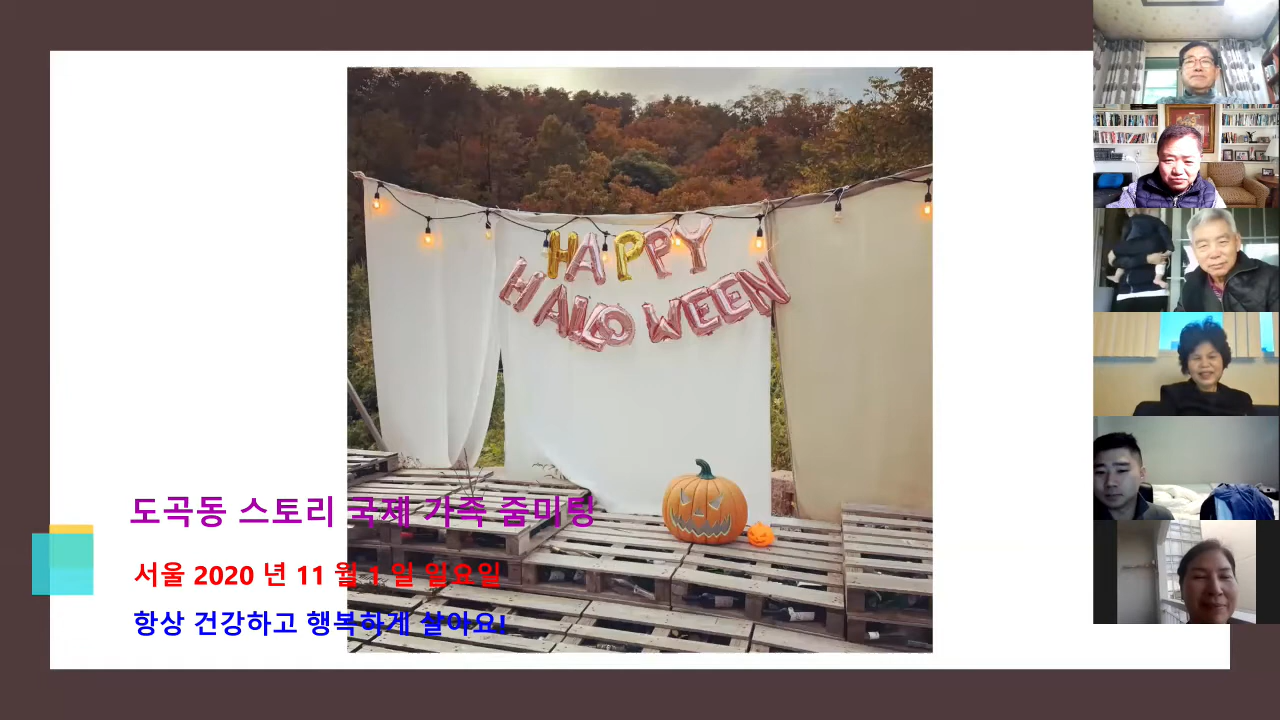 HAPPY
HALLOWEEN
도곡동 스토리 국제 가족 줌미팅
서울 2020 년 11 월 1 일 일요일
항상 건강하고 행복하게 살아요!